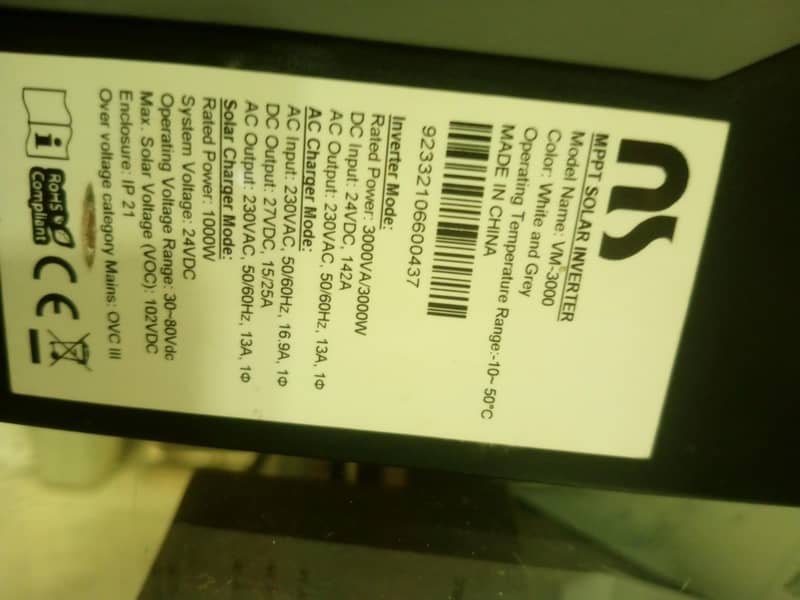 ns
MPPT SOLAR INVERTER
Model Name: VM-3000
Color: White and Grey
Operating Temperature Range:-10~ 50°C
MADE IN CHINA
92332106600437
Inverter Mode:
Rated Power: 3000VA/3000W
DC Input: 24VDC, 142A
AC Output: 230VAC, 50/60Hz, 13A, 1Φ
AC Charger Mode:
AC Input: 230VAC, 50/60Hz, 16.9A, 1Φ
DC Output: 27VDC, 15/25A
AC Output: 230VAC, 50/60Hz, 13A, 1Φ
Solar Charger Mode:
Rated Power: 1000W
System Voltage: 24VDC
Operating Voltage Range: 30~80Vdc
Max. Solar Voltage (VOC): 102VDC
Enclosure: IP 21
Over voltage category Mains: OVC III
i
RoHS
Compliant
CE